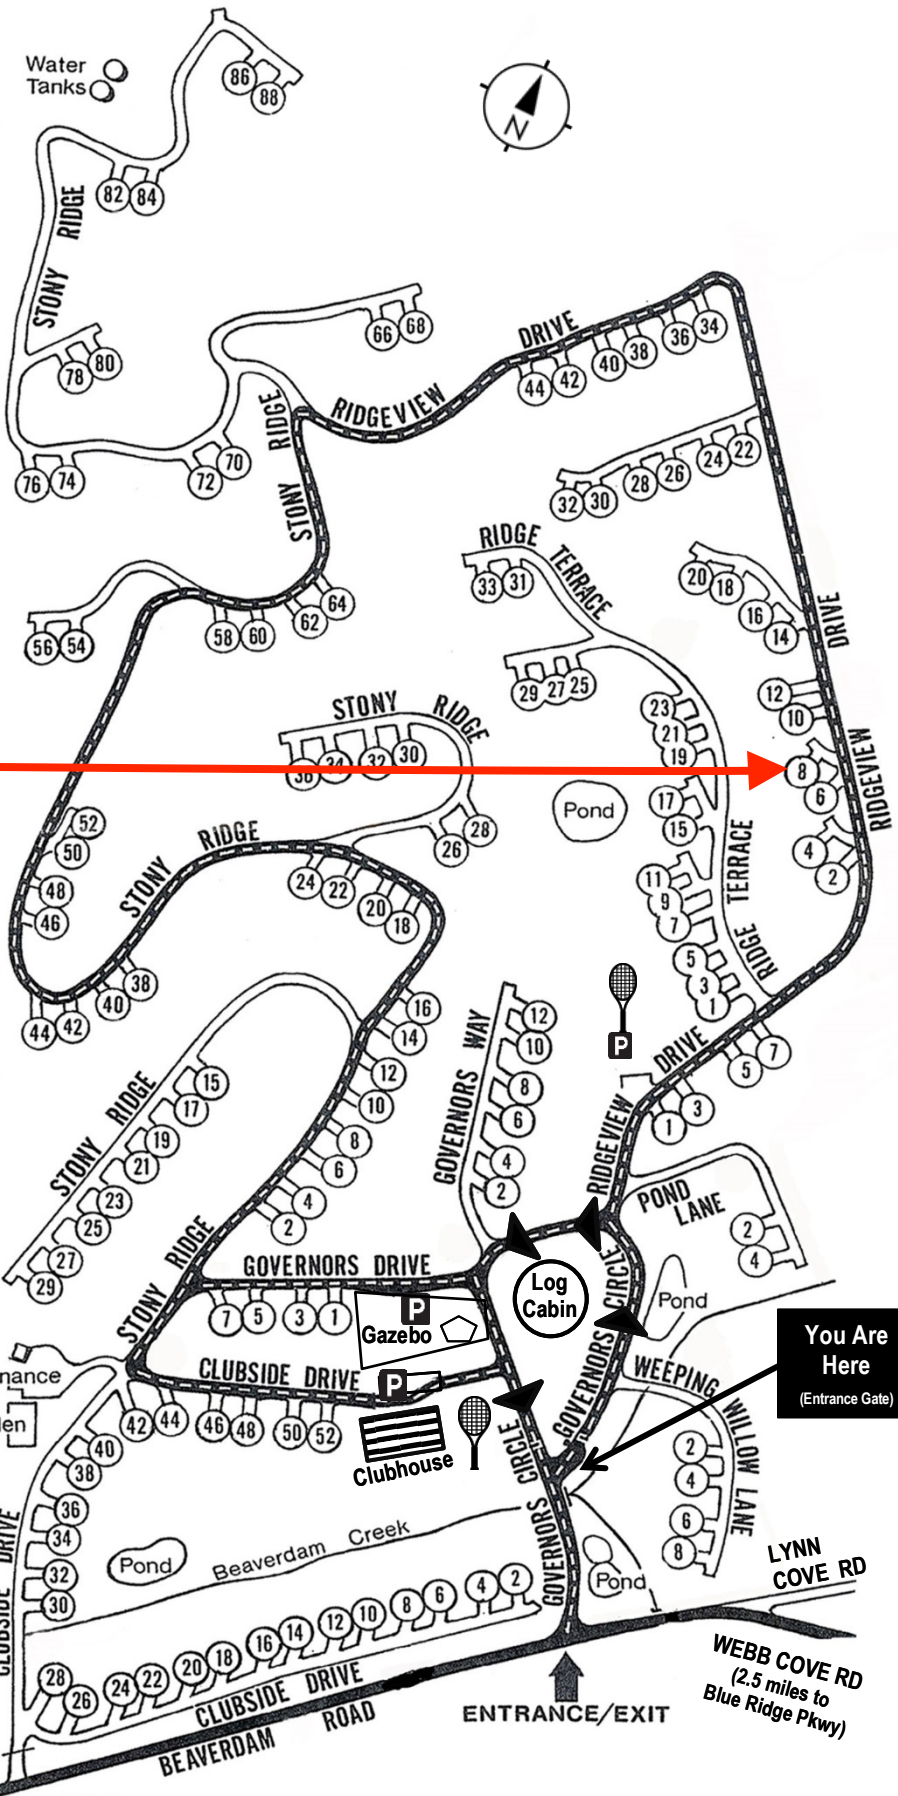 86
88
Water
Tanks
N
82
84
STONY RIDGE
66
68
78
80
DRIVE
44
42
40
38
36
34
RIDGEVIEW
RIDGE
STONY
76
74
72
70
32
30
28
26
24
22
RIDGE TERRACE
33
31
20
18
16
14
DRIVE
56
54
58
60
62
64
29
27
25
12
10
STONY RIDGE
36
34
32
30
23
21
19
8
6
RIDGEVIEW
Pond
17
15
52
50
STONY RIDGE
28
26
4
2
TERRACE
48
46
24
22
20
18
11
9
7
RIDGE
44
42
40
38
5
3
1
16
14
GOVERNORS WAY
12
10
P
DRIVE
5
7
15
17
12
10
8
6
RIDGEVIEW
1
3
STONY RIDGE
19
21
8
6
4
2
23
25
27
29
4
2
POND
LANE
2
4
STONY RIDGE
GOVERNORS DRIVE
7
5
3
1
P
Gazebo
Log
Cabin
GOVERNORS CIRCLE
Pond
You Are
Here
(Entrance Gate)
nance
CLUBSIDE DRIVE
P
WEEPING
WILLOW LANE
42
44
46
48
50
52
Clubhouse
GOVERNORS CIRCLE
40
38
36
34
32
30
2
4
6
8
CLUBSIDE DRIVE
Pond
Beaverdam Creek
Pond
LYNN
COVE RD
28
26
24
22
20
18
16
14
12
10
8
6
4
2
CLUBSIDE DRIVE
BEAVERDAM ROAD
ENTRANCE/EXIT
WEBB COVE RD
(2.5 miles to
Blue Ridge Pkwy)